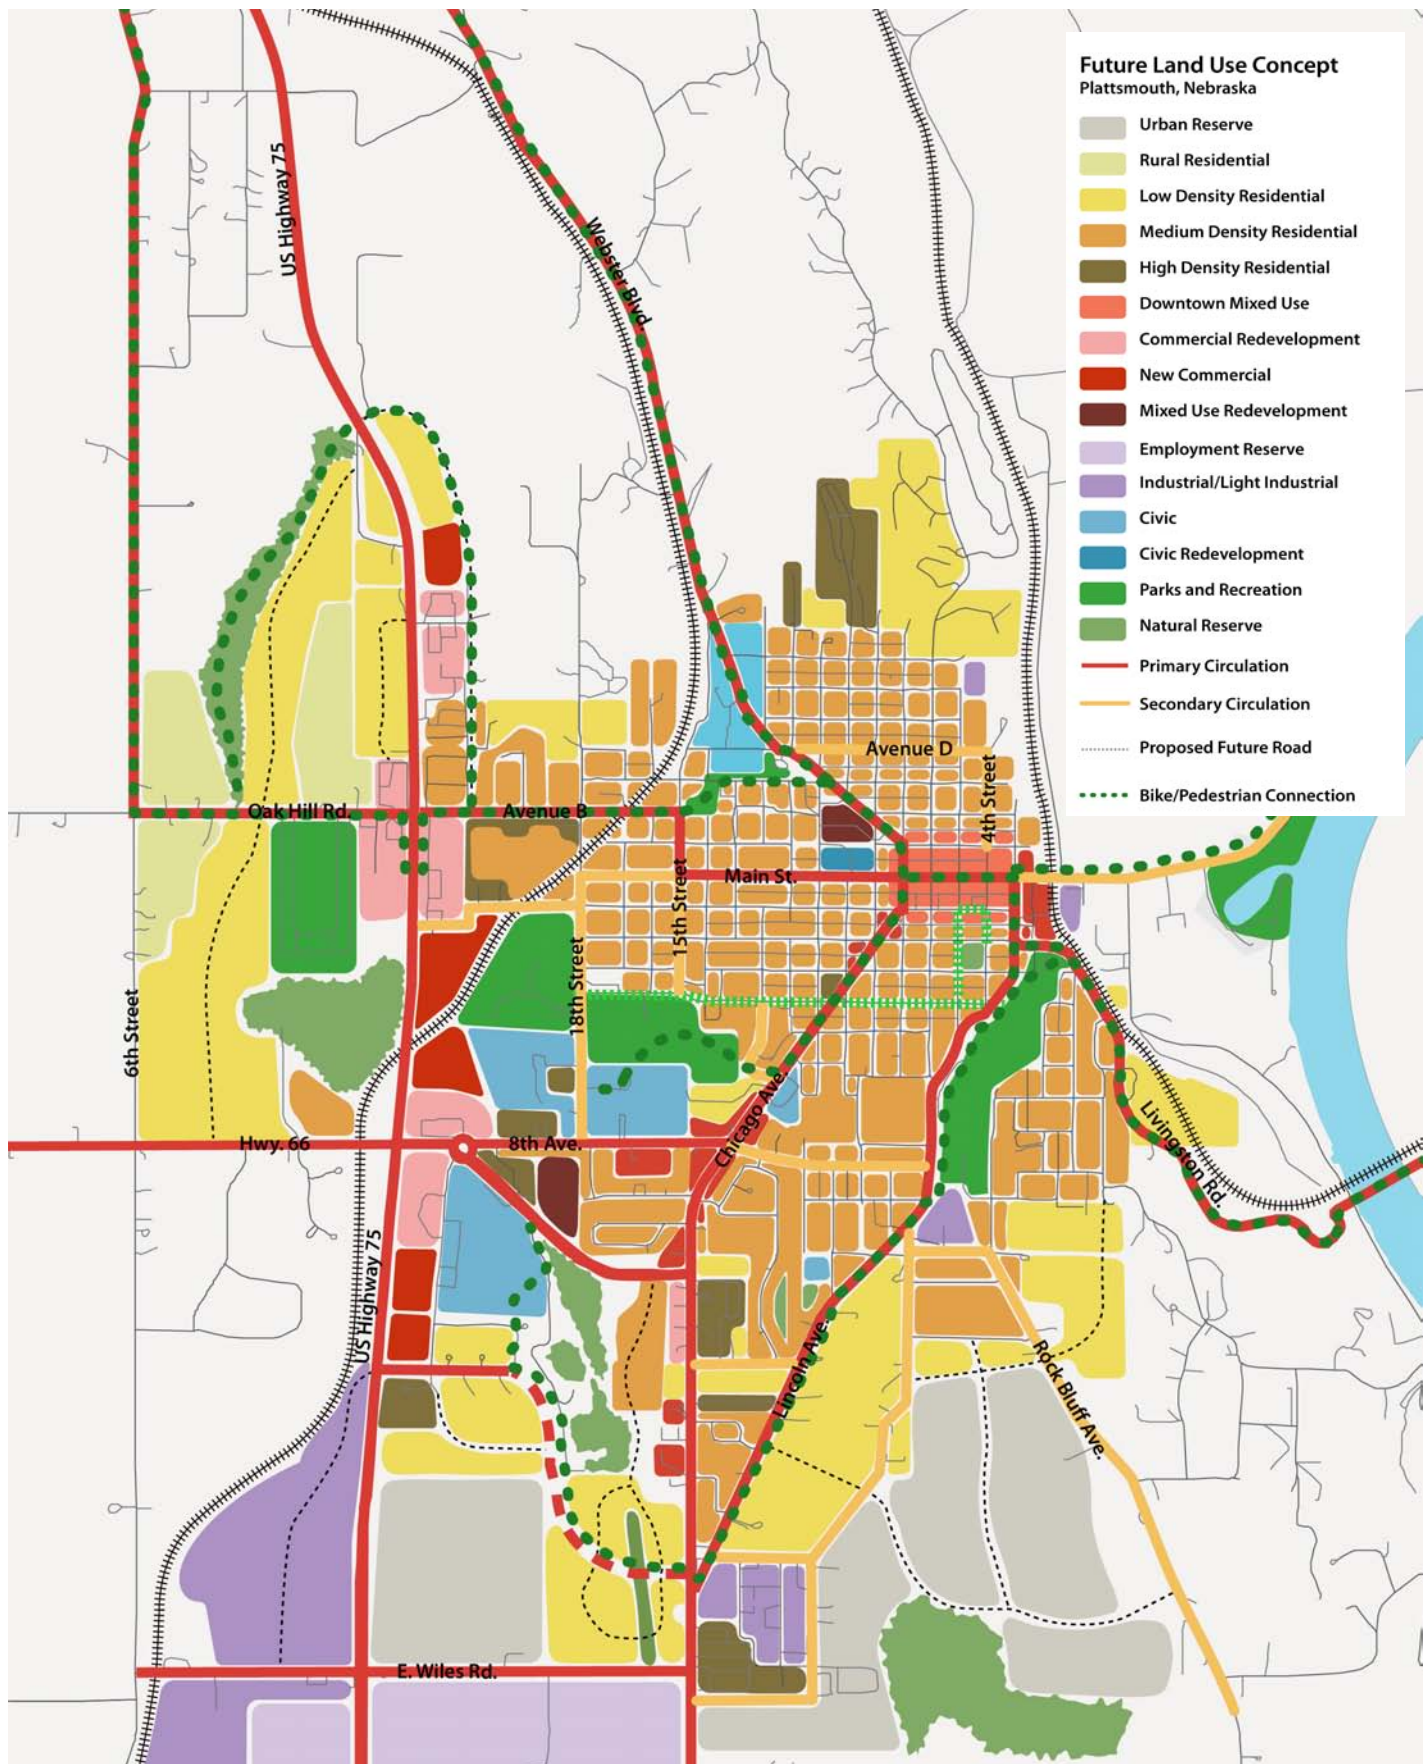 Future Land Use Concept
Plattsmouth, Nebraska
Urban Reserve
Rural Residential
Low Density Residential
Medium Density Residential
High Density Residential
Downtown Mixed Use
Commercial Redevelopment
New Commercial
Mixed Use Redevelopment
Employment Reserve
Industrial/Light Industrial
Civic
Civic Redevelopment
Parks and Recreation
Natural Reserve
Primary Circulation
Secondary Circulation
Proposed Future Road
Bike/Pedestrian Connection
US Highway 75
Webster Blvd.
Avenue D
4th Street
Oak Hill Rd.
Avenue B
Main St.
15th Street
18th Street
6th Street
Chicago Ave.
Hwy. 66
8th Ave.
Livingston Rd.
US Highway 75
Lincoln Ave.
Rock Bluff Ave.
E. Wiles Rd.